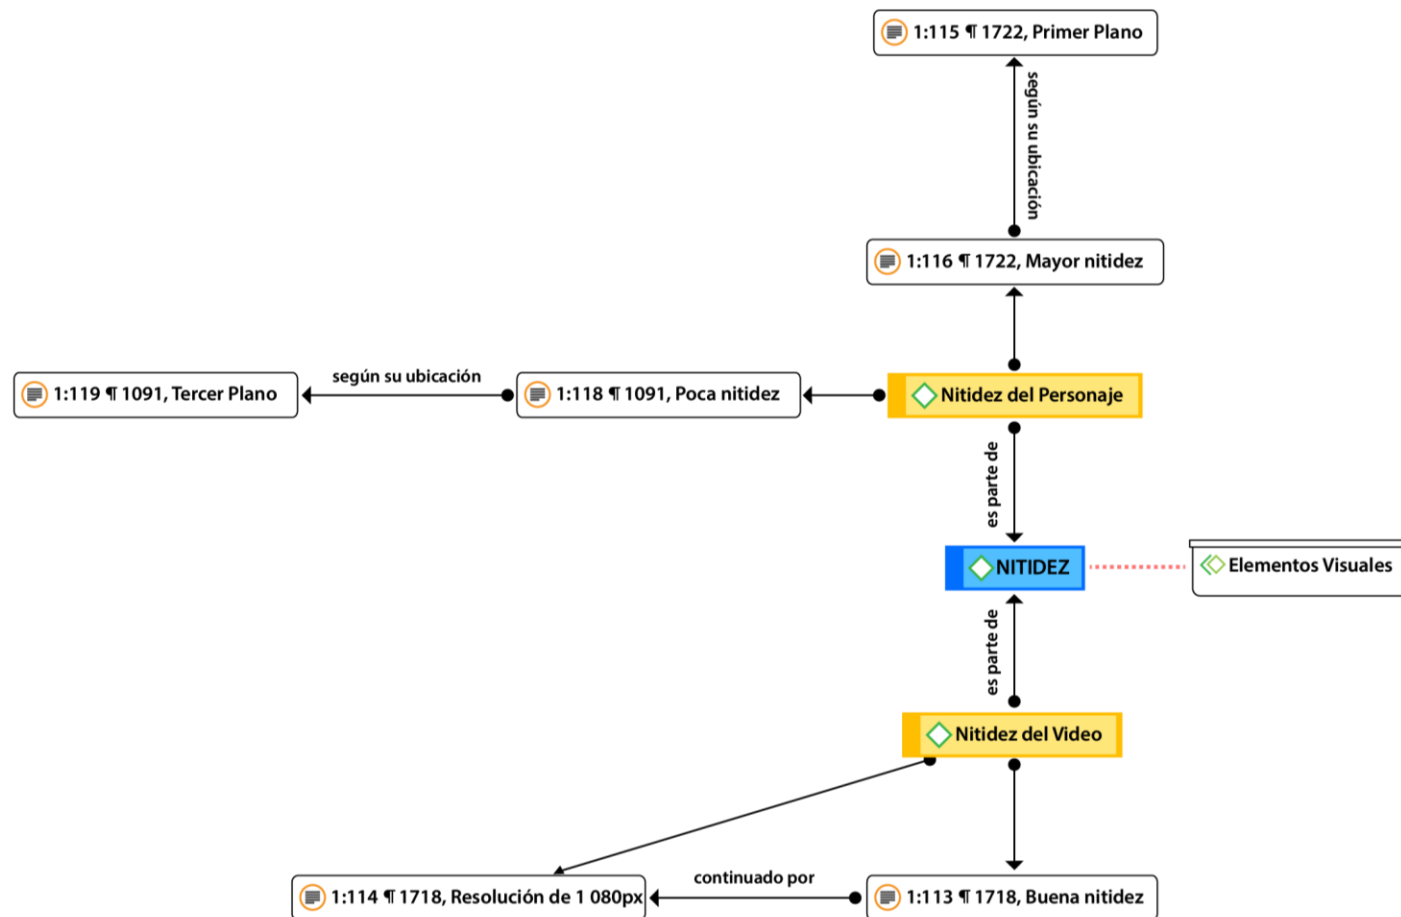 1:115 ¶ 1722, Primer Plano
según su ubicación
1:116 ¶ 1722, Mayor nitidez
1:119 ¶ 1091, Tercer Plano
según su ubicación
1:118 ¶ 1091, Poca nitidez
Nitidez del Personaje
es parte de
NITIDEZ
Elementos Visuales
es parte de
Nitidez del Video
1:114 ¶ 1718, Resolución de 1 080px
continuado por
1:113 ¶ 1718, Buena nitidez